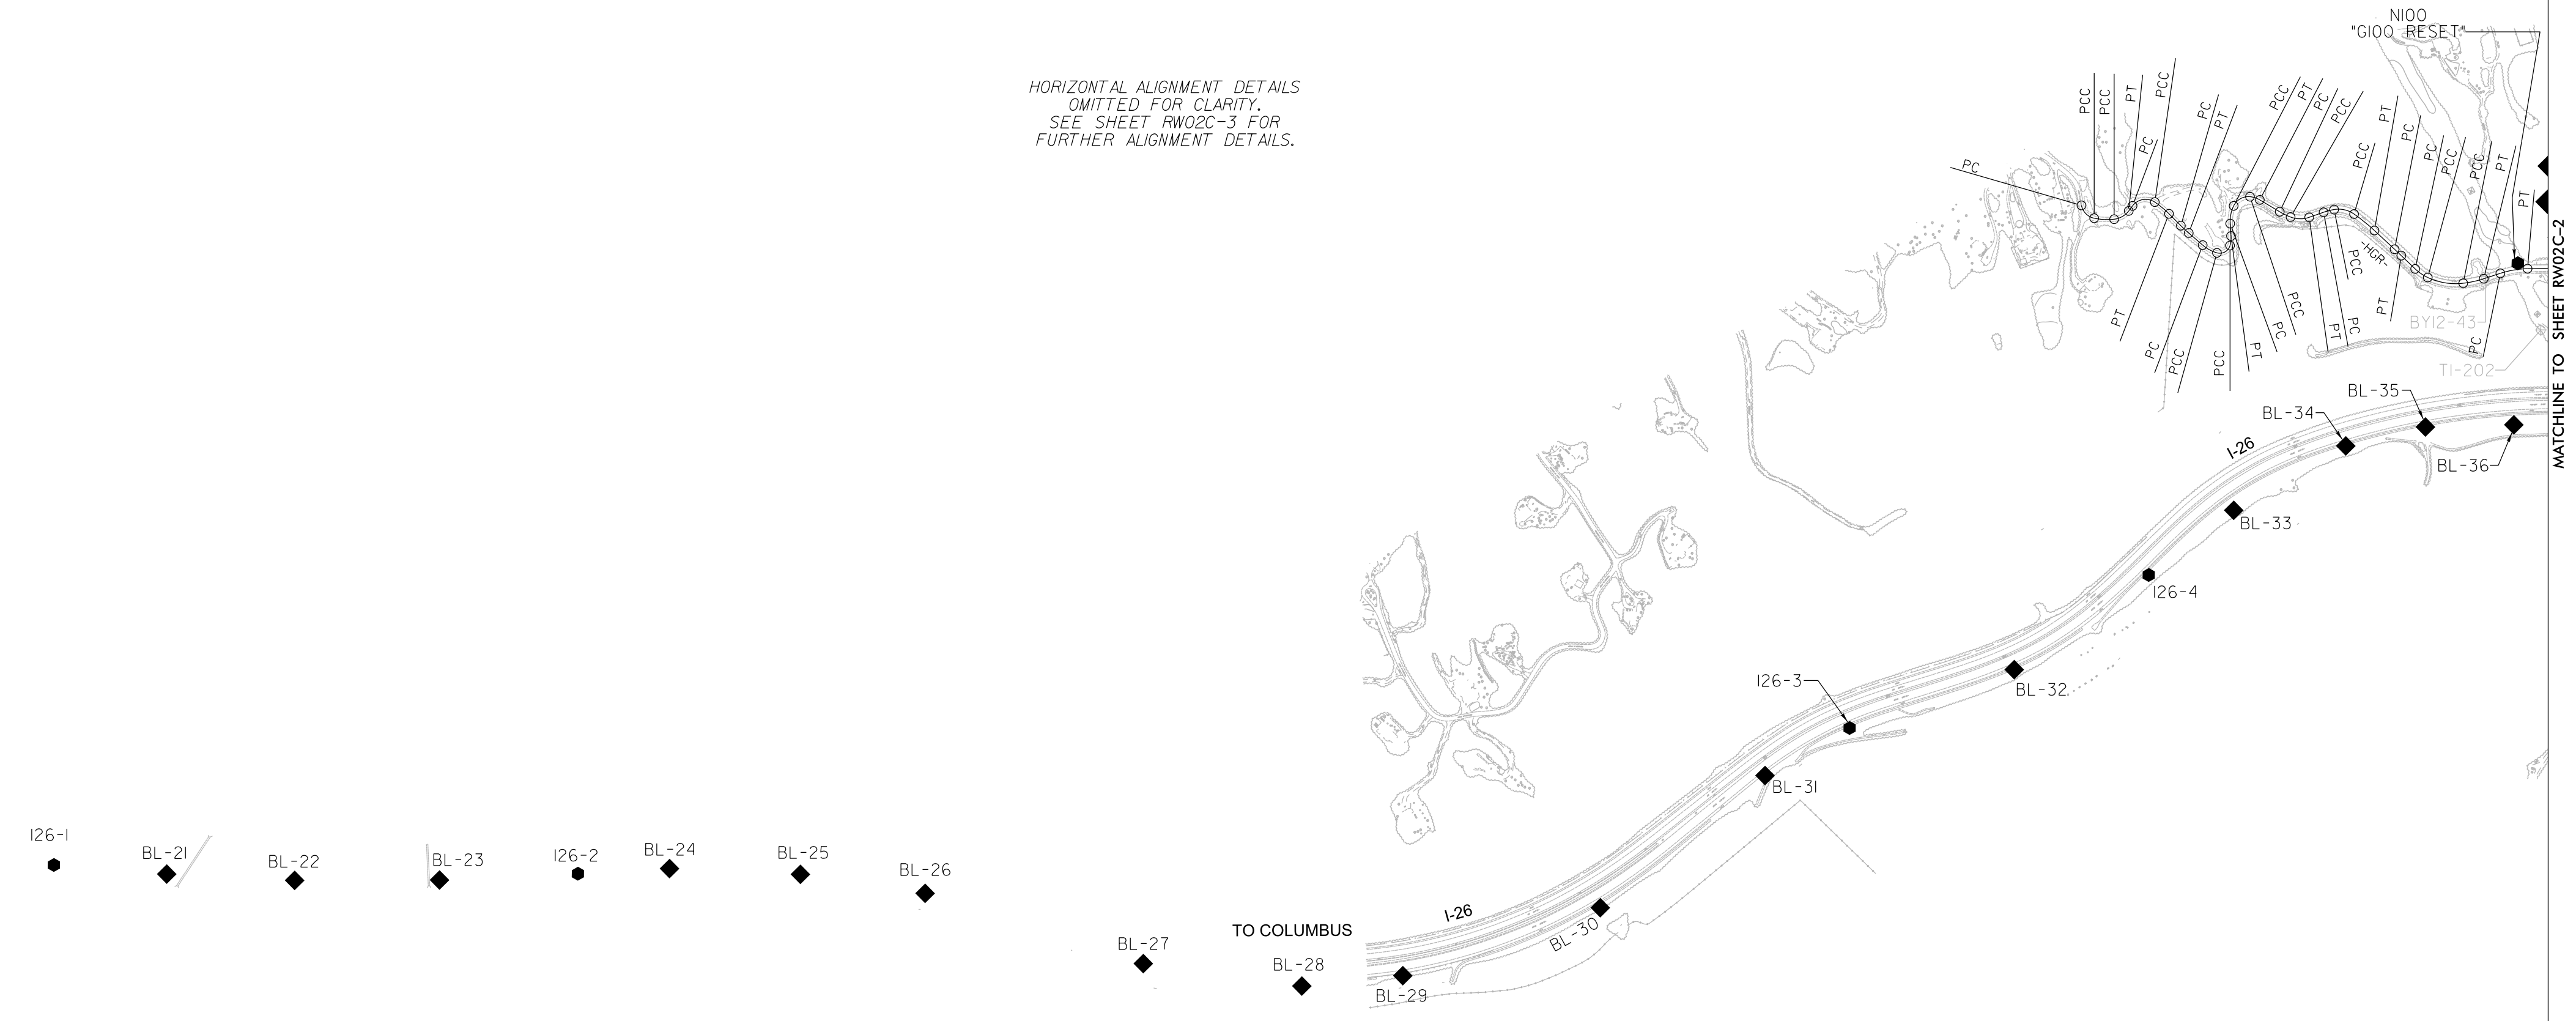 N100
"G100 RESET"
HORIZONTAL ALIGNMENT DETAILS
OMITTED FOR CLARITY.
SEE SHEET RW02C-3 FOR
FURTHER ALIGNMENT DETAILS.
PC
PCC
PCC
PT
PC
PCC
PC
PT
PCC
PT
PC
PCC
PCC
PT
PC
PC
PCC
PCC
PT
PT
-HGR-
PT
PC
PCC
PCC
PT
PC
PCC
PT
PC
PCC
PT
PC
BY12-43
T1-202
MATCHLINE TO SHEET RW02C-2
BL-35
BL-34
BL-36
I-26
BL-33
I26-4
BL-32
I26-3
BL-31
I26-1
BL-21
BL-22
BL-23
I26-2
BL-24
BL-25
BL-26
I-26
BL-30
TO COLUMBUS
BL-27
BL-28
BL-29